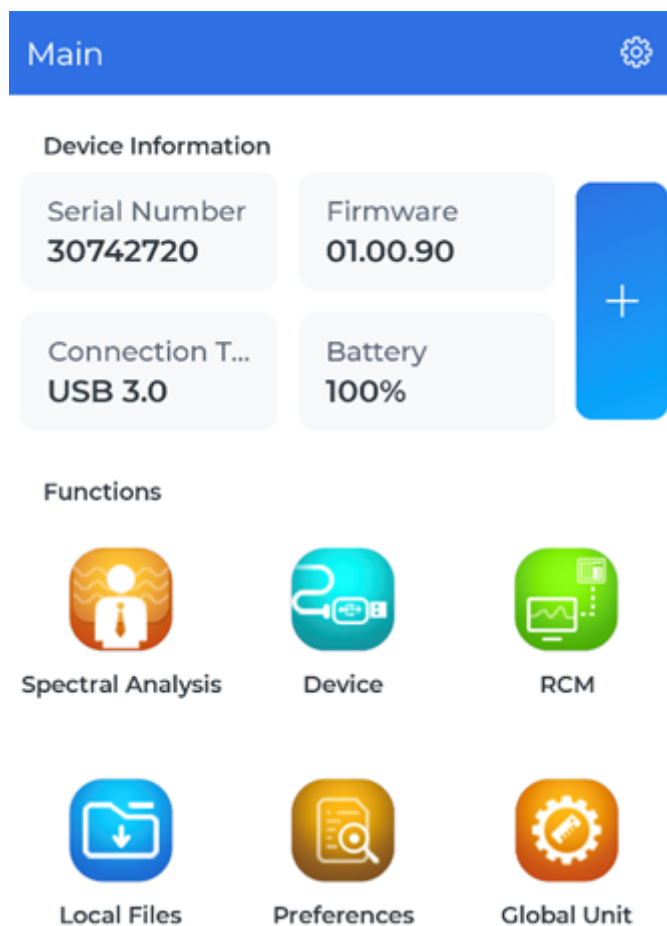 Main
Device Information
Serial Number
30742720
Firmware
01.00.90
Connection T...
USB 3.0
Battery
100%
+
Functions
Spectral Analysis
Device
RCM
Local Files
Preferences
Global Unit